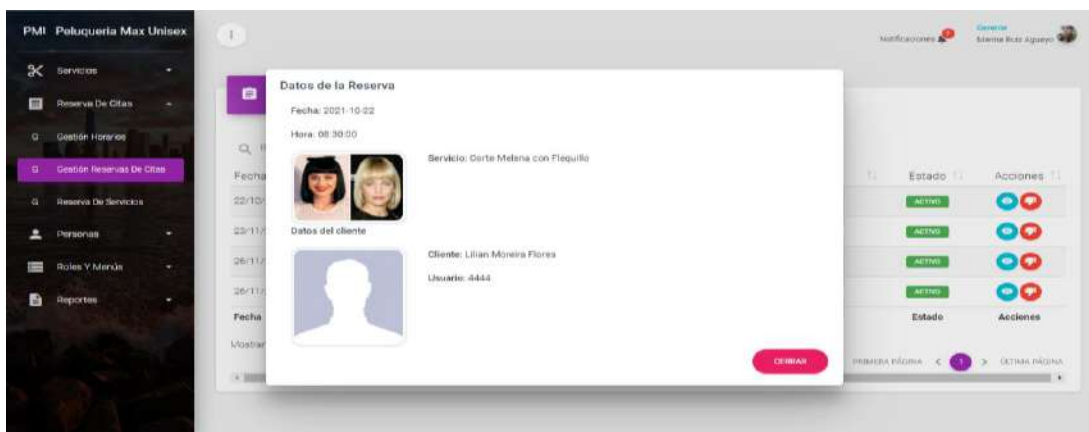 PMI Peluqueria Max Unisex
Servicios
Reserva De Citas
G Gestión Horarios
G Gestión Reservas De Citas
G Reserva De Servicios
Personas
Roles Y Menús
Reportes
Notificaciones
Gerente
Datos de la Reserva
Fecha: 2021-10-22
Hora: 08:30:00
Servicio: Corte Melena con Flequillo
Datos del cliente
Cliente: Lilian Moreira Flores
Usuario: 4444
CERRAR
Fecha Estado Acciones
22/10/ ACTIVO
23/11/ ACTIVO
26/11/ ACTIVO
26/11/ ACTIVO
Fecha Estado Acciones
Mostrar
PRIMERA PÁGINA < 1 > ÚLTIMA PÁGINA